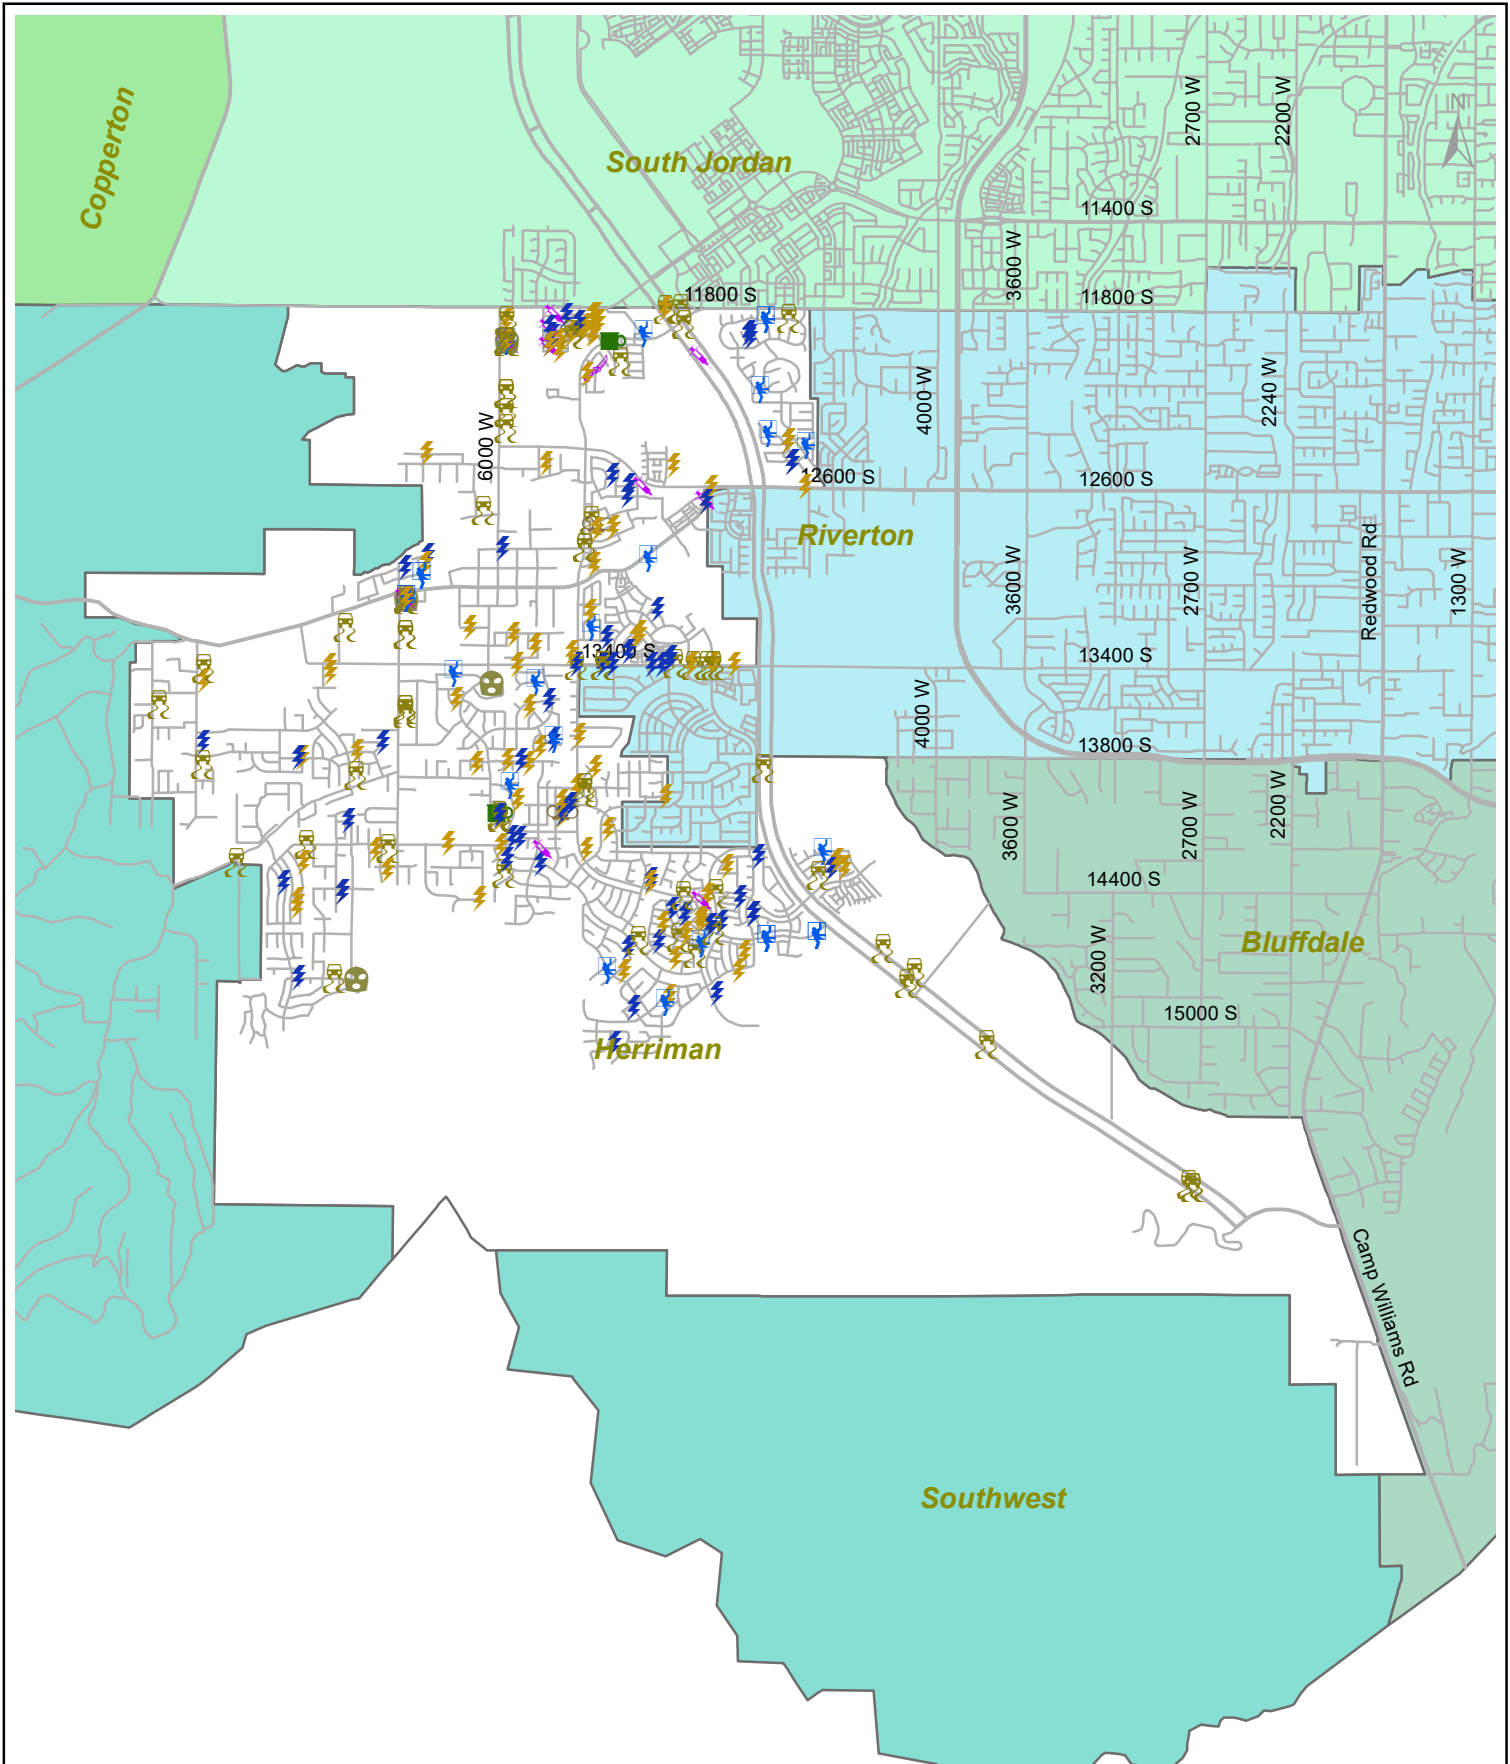 Copperton
South Jordan
2700 W
2200 W
N
11400 S
3600 W
11800 S
11800 S
6000 W
4000 W
2240 W
12600 S
12600 S
Riverton
3600 W
2700 W
Redwood Rd
1300 W
13400 S
13400 S
4000 W
13800 S
3600 W
2700 W
2200 W
14400 S
3200 W
Bluffdale
15000 S
Herriman
Camp Williams Rd
Southwest